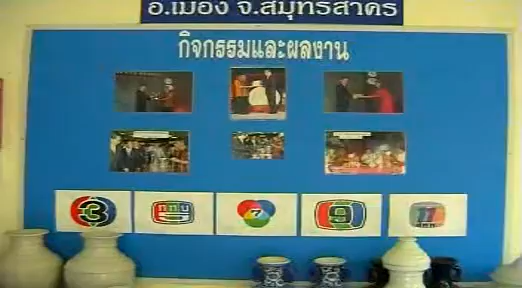 อ.เมือง จ.สมุทรสาคร
กิจกรรมและผลงาน
3 ททบ 5 7 9 11